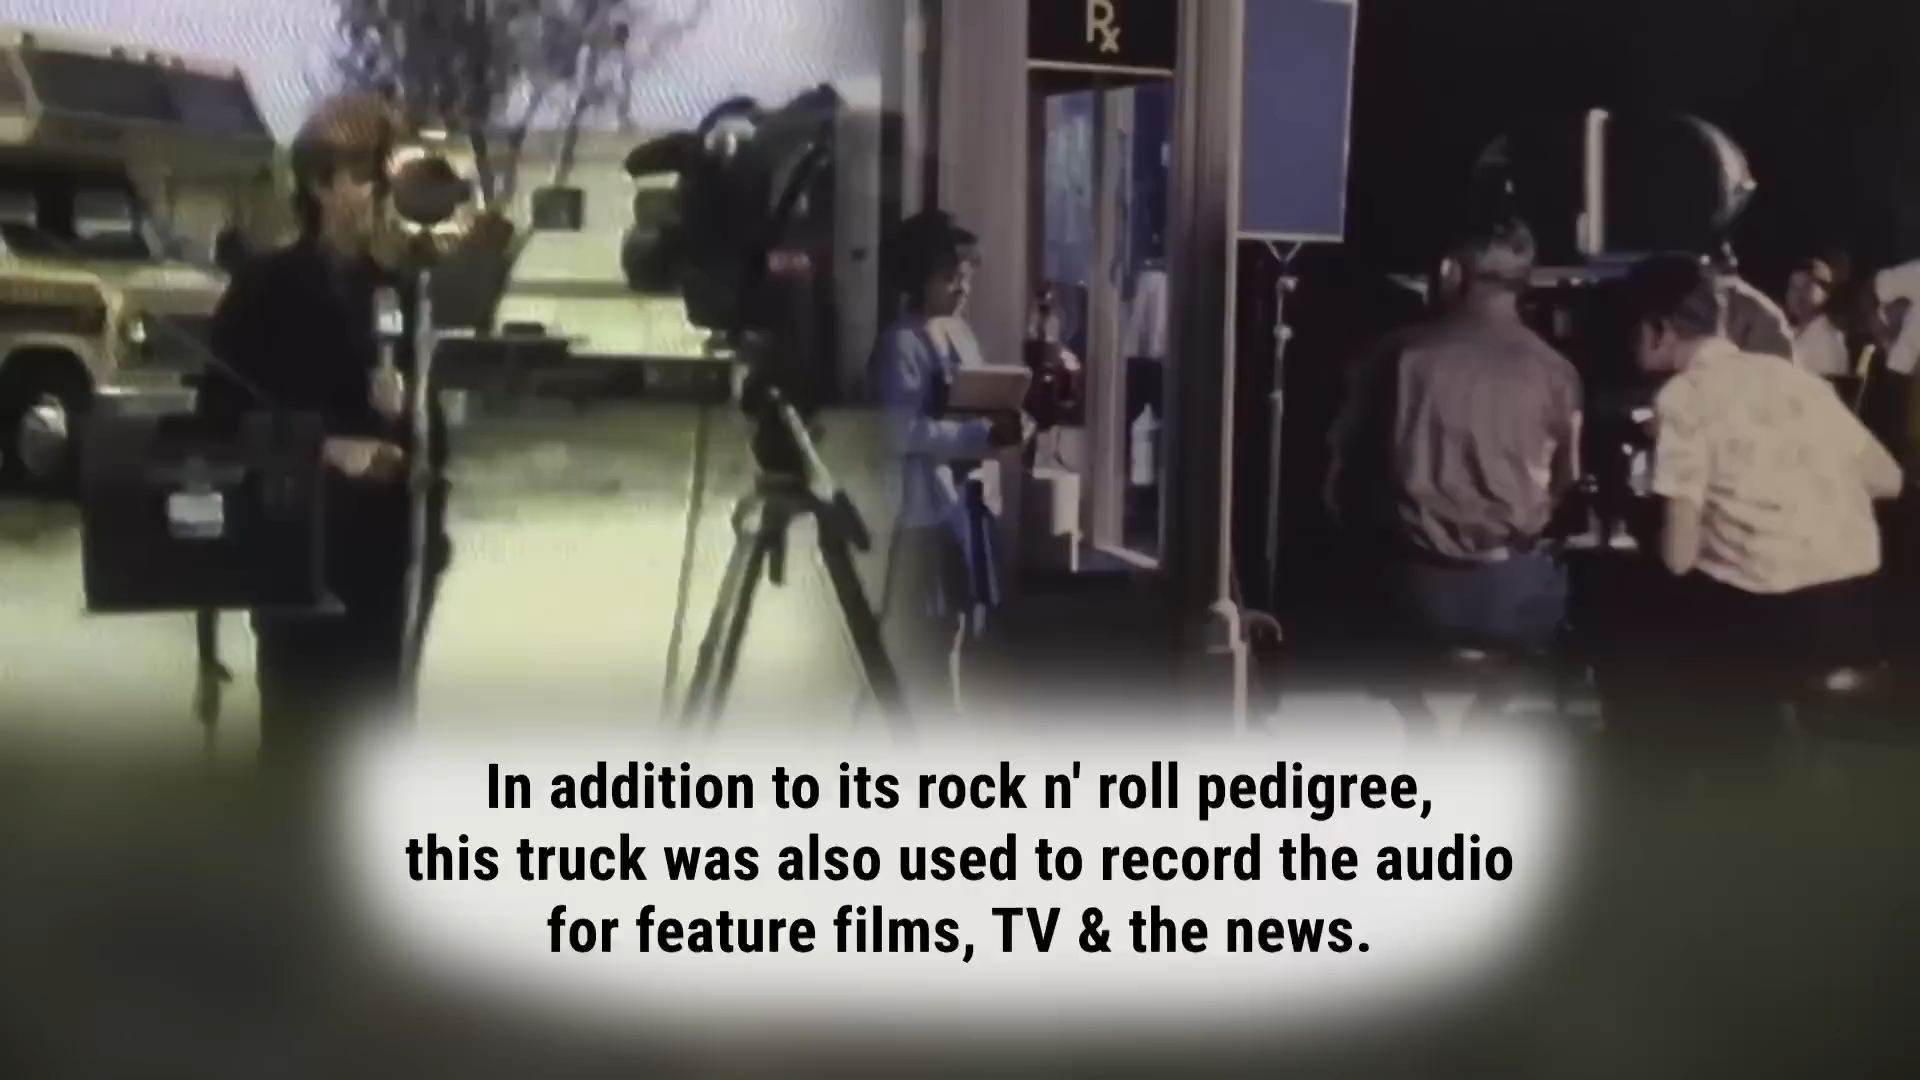 Rx
In addition to its rock n' roll pedigree,
this truck was also used to record the audio
for feature films, TV & the news.